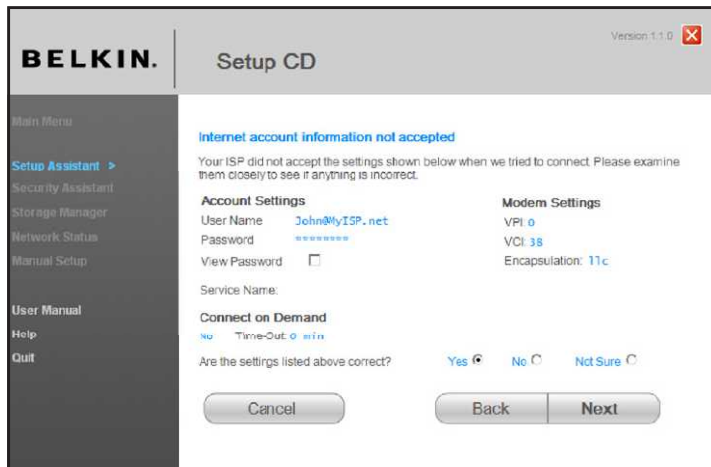 BELKIN.
Setup CD
Version 1.1.0
Main Menu
Setup Assistant >
Security Assistant
Storage Manager
Network Status
Manual Setup
User Manual
Help
Quit
Internet account information not accepted
Your ISP did not accept the settings shown below when we tried to connect. Please examine
them closely to see if anything is incorrect.
Account Settings
User Name John@MyISP.net
Password ********
View Password
Service Name:
Modem Settings
VPI: 0
VCI: 38
Encapsulation: llc
Connect on Demand
No Time-Out: 0 min
Are the settings listed above correct? Yes No Not Sure
Cancel
Back
Next